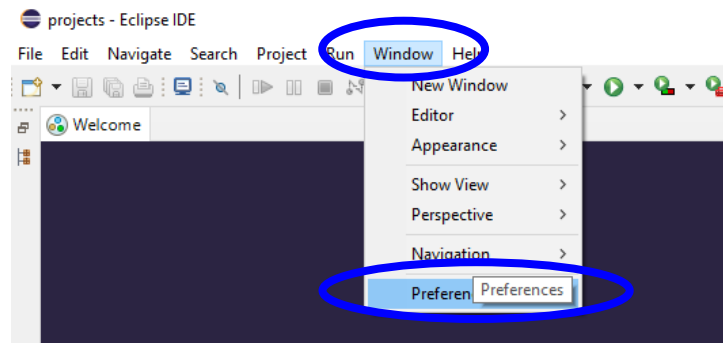 projects - Eclipse IDE
File Edit Navigate Search Project Run Window Help
New Window
Welcome
Editor
Appearance
Show View
Perspective
Navigation
Preferen Preferences